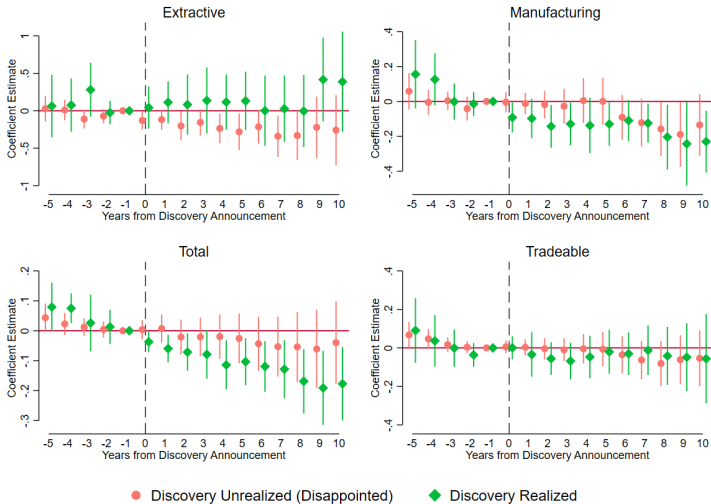 Extractive
Coefficient Estimate
1
.5
0
-.5
-1
-5 -4 -3 -2 -1 0 1 2 3 4 5 6 7 8 9 10
Years from Discovery Announcement
Manufacturing
Coefficient Estimate
.4
.2
0
-.2
-.4
-5 -4 -3 -2 -1 0 1 2 3 4 5 6 7 8 9 10
Years from Discovery Announcement
Total
Coefficient Estimate
.2
.1
0
-.1
-.2
-.3
-5 -4 -3 -2 -1 0 1 2 3 4 5 6 7 8 9 10
Years from Discovery Announcement
Tradeable
Coefficient Estimate
.4
.2
0
-.2
-.4
-5 -4 -3 -2 -1 0 1 2 3 4 5 6 7 8 9 10
Years from Discovery Announcement
Discovery Unrealized (Disappointed) Discovery Realized